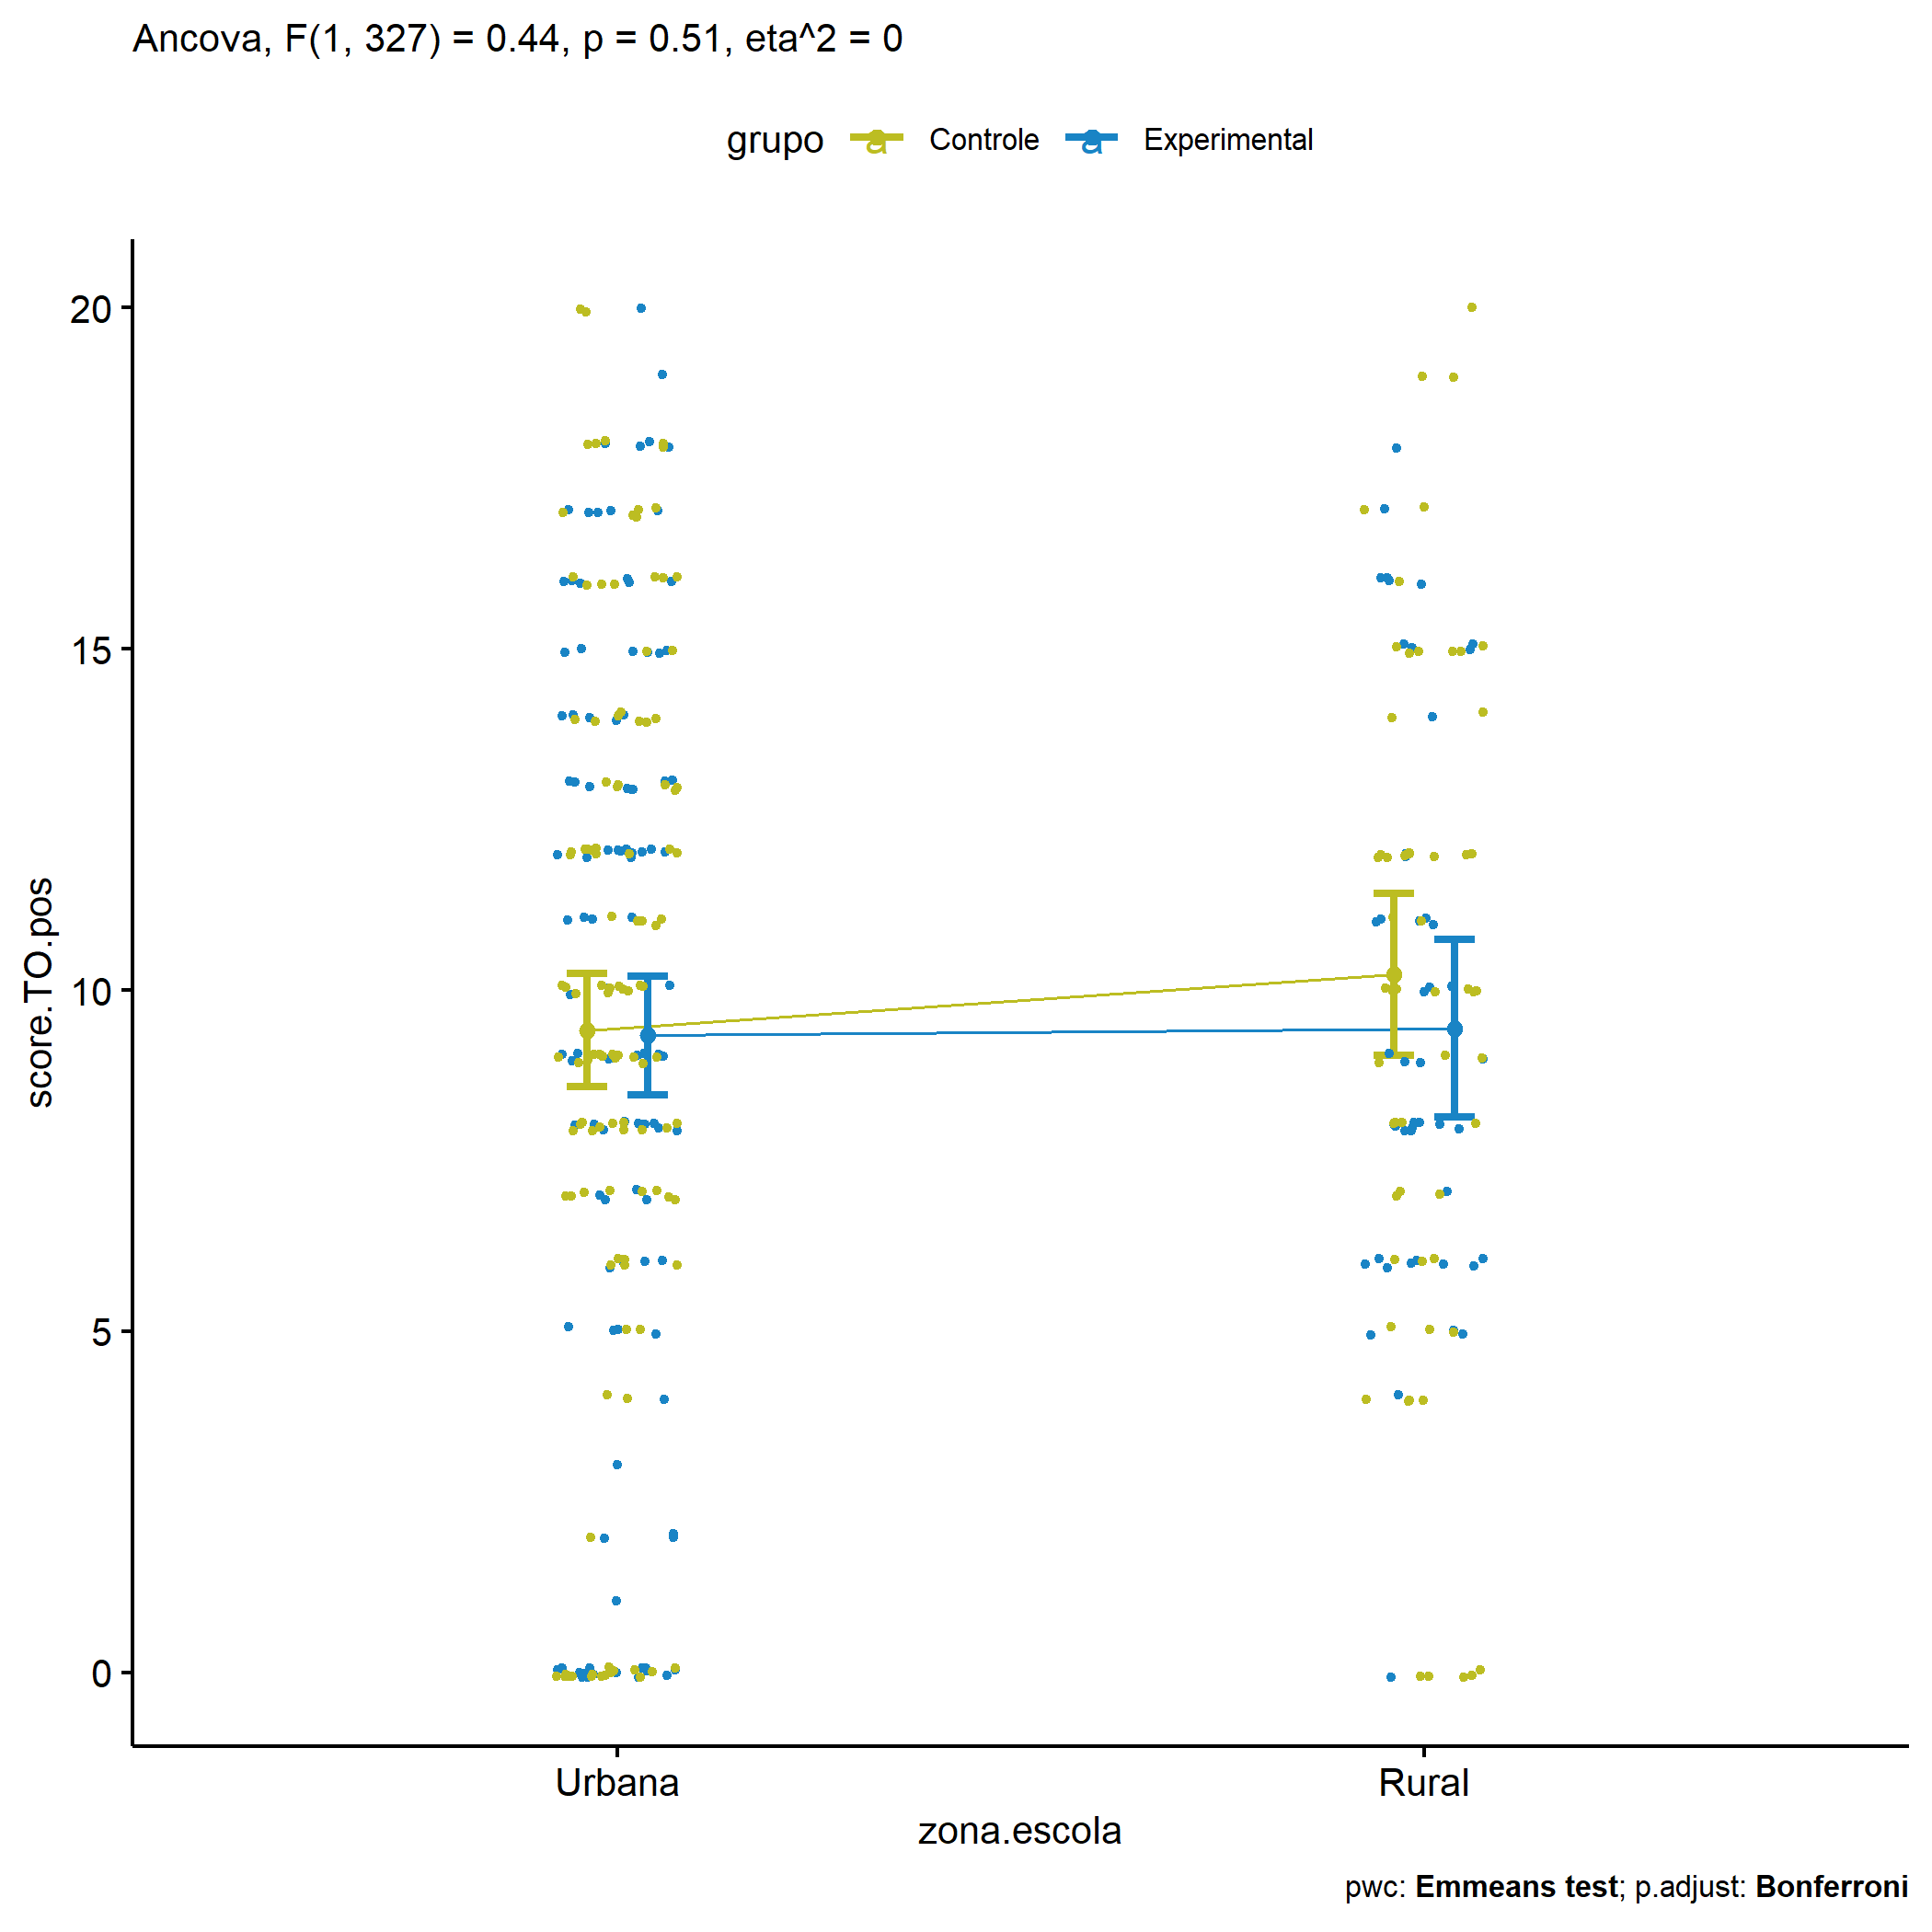 Ancova, F(1, 327) = 0.44, p = 0.51, eta^2 = 0
grupo a Controle a Experimental
20
15
10
5
0
score.TO.pos
Urbana Rural
zona.escola
pwc: Emmeans test; p.adjust: Bonferroni